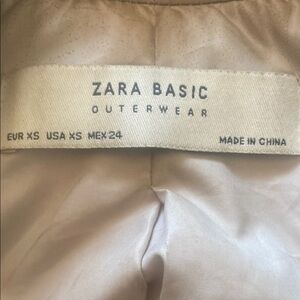 ZARA BASIC
OUTERWEAR
EUR XS USA XS MEX 24 MADE IN CHINA